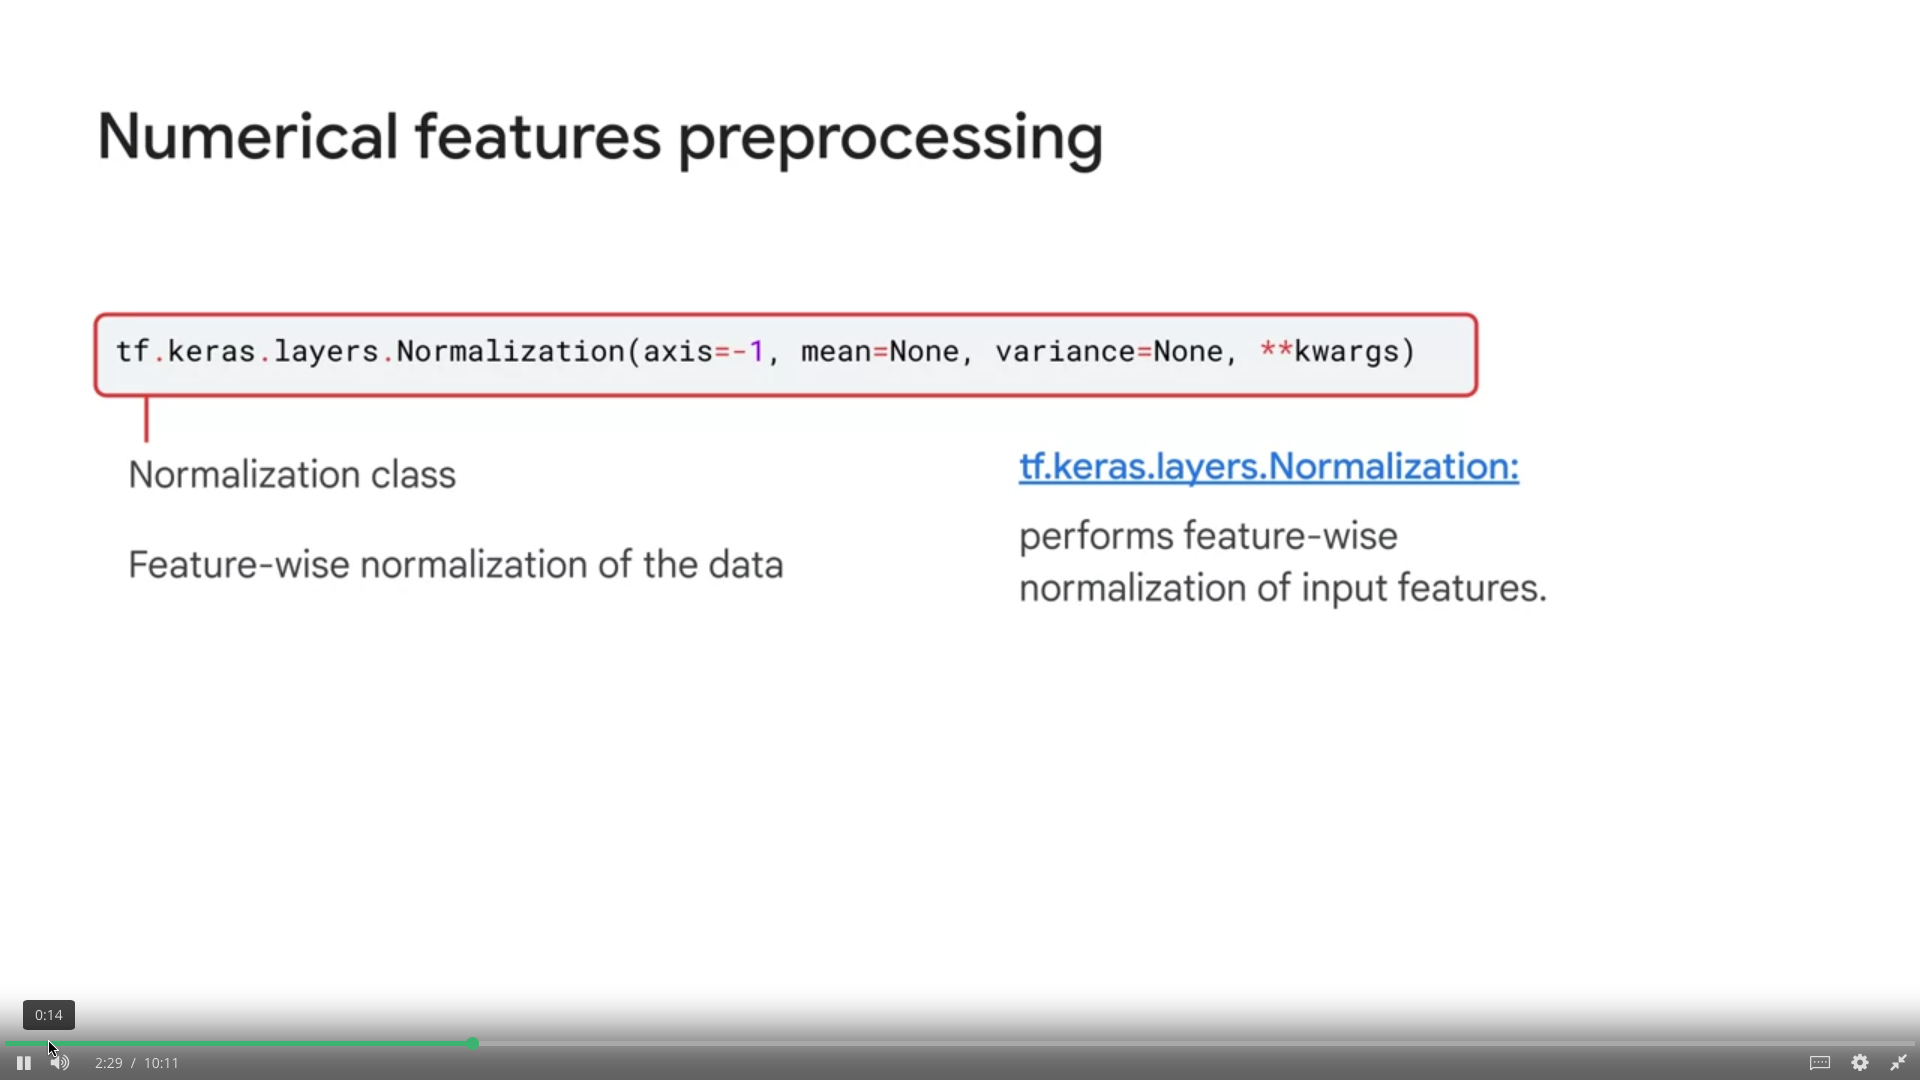 Numerical features preprocessing
tf.keras.layers.Normalization(axis=-1, mean=None, variance=None, **kwargs)
Normalization class
Feature-wise normalization of the data
tf.keras.layers.Normalization:
performs feature-wise
normalization of input features.
0:14
2:29 / 10:11